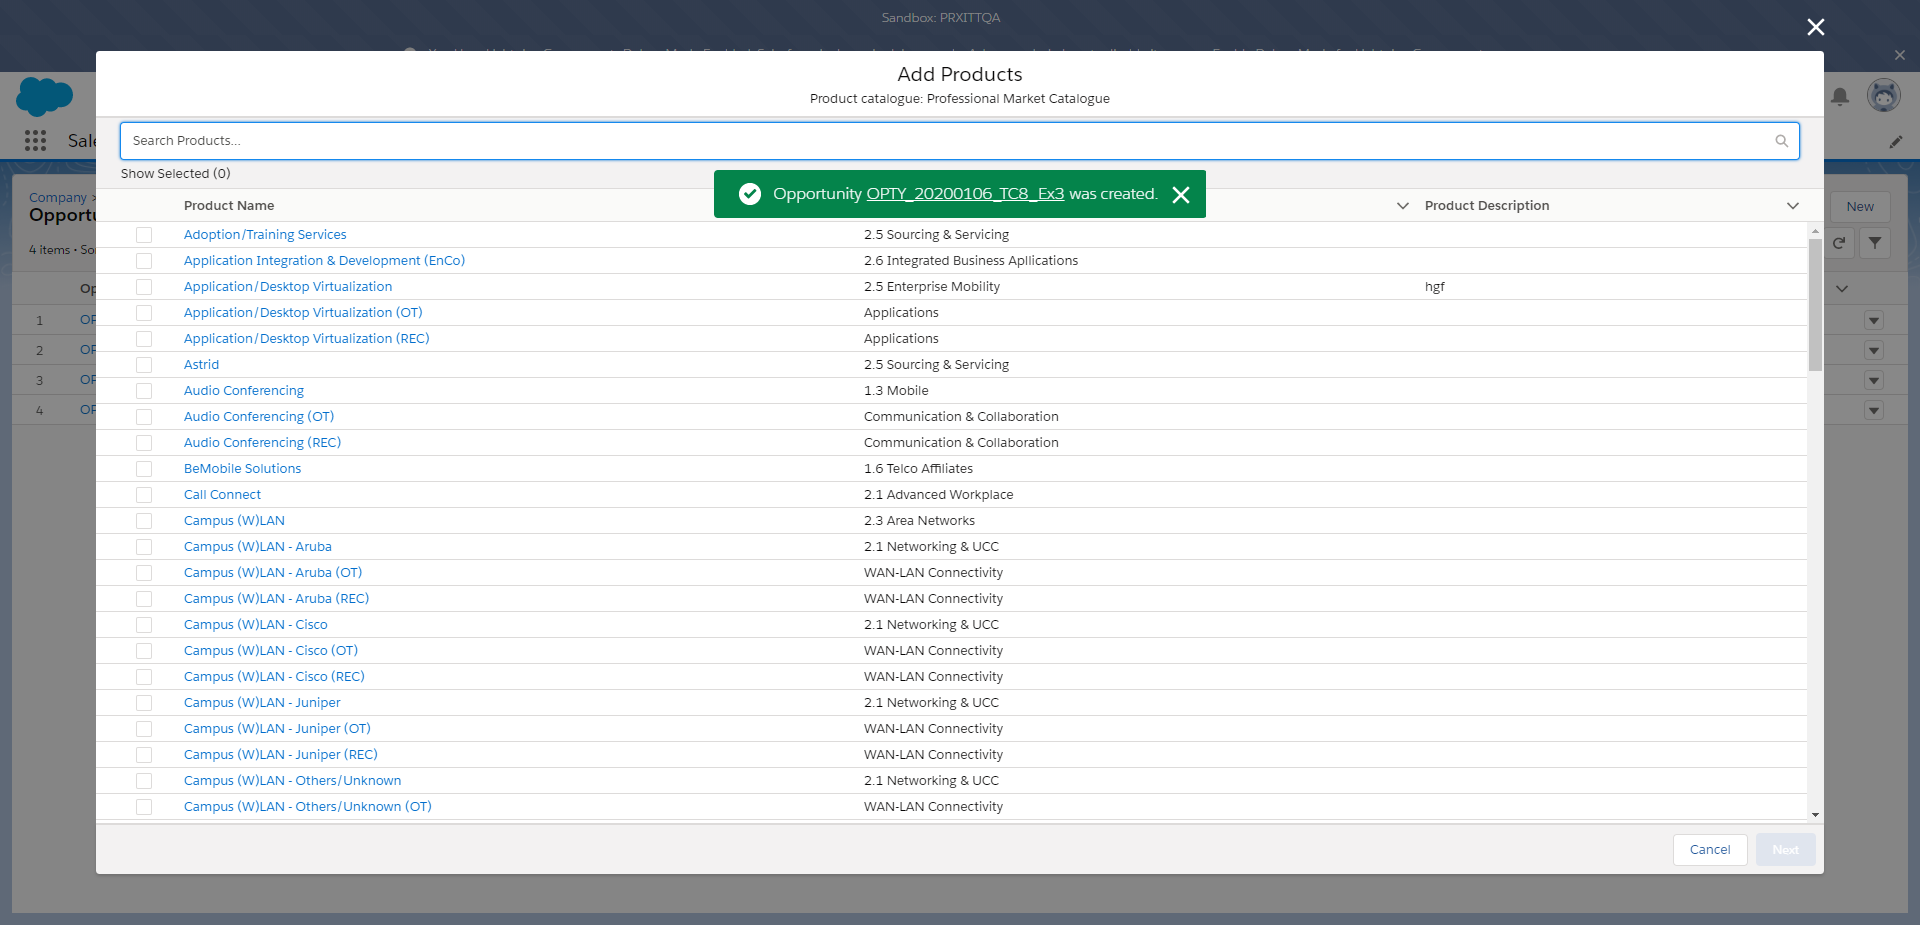 Sandbox: PRXITTQA
Add Products
Product catalogue: Professional Market Catalogue
Search Products...
Show Selected (0)
Opportunity OPTY_20200106_TC8_Ex3 was created.
Product Name Product Description
Adoption/Training Services 2.5 Sourcing & Servicing
Application Integration & Development (EnCo) 2.6 Integrated Business Apllications
Application/Desktop Virtualization 2.5 Enterprise Mobility hgf
Application/Desktop Virtualization (OT) Applications
Application/Desktop Virtualization (REC) Applications
Astrid 2.5 Sourcing & Servicing
Audio Conferencing 1.3 Mobile
Audio Conferencing (OT) Communication & Collaboration
Audio Conferencing (REC) Communication & Collaboration
BeMobile Solutions 1.6 Telco Affiliates
Call Connect 2.1 Advanced Workplace
Campus (W)LAN 2.3 Area Networks
Campus (W)LAN - Aruba 2.1 Networking & UCC
Campus (W)LAN - Aruba (OT) WAN-LAN Connectivity
Campus (W)LAN - Aruba (REC) WAN-LAN Connectivity
Campus (W)LAN - Cisco 2.1 Networking & UCC
Campus (W)LAN - Cisco (OT) WAN-LAN Connectivity
Campus (W)LAN - Cisco (REC) WAN-LAN Connectivity
Campus (W)LAN - Juniper 2.1 Networking & UCC
Campus (W)LAN - Juniper (OT) WAN-LAN Connectivity
Campus (W)LAN - Juniper (REC) WAN-LAN Connectivity
Campus (W)LAN - Others/Unknown 2.1 Networking & UCC
Campus (W)LAN - Others/Unknown (OT) WAN-LAN Connectivity
Cancel Next
Sale
Company >
Opportu
4 items • So
Op
1 OP
2 OP
3 OP
4 OP
New